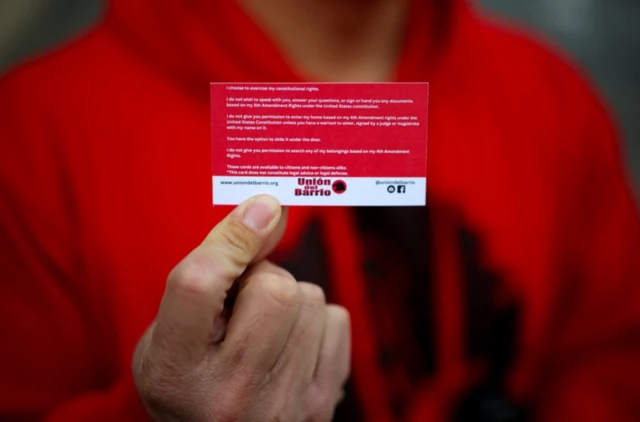 I choose to exercise my constitutional rights.
I do not wish to speak with you, answer your questions, or sign or hand you any documents
based on my 5th Amendment Rights under the United States constitution.
I do not give you permission to enter my home based on my 4th Amendment rights under the
United States Constitution unless you have a warrant to enter, signed by a judge or magistrate
with my name on it.
You have the option to slide it under the door.
I do not give you permission to search any of my belongings based on my 4th Amendment
Rights.
These cards are available to citizens and non-citizens alike.
*This card does not constitute legal advice or legal defense.
www.uniondelbarrio.org
Unión
del
Barrio
@uniondelbarrio